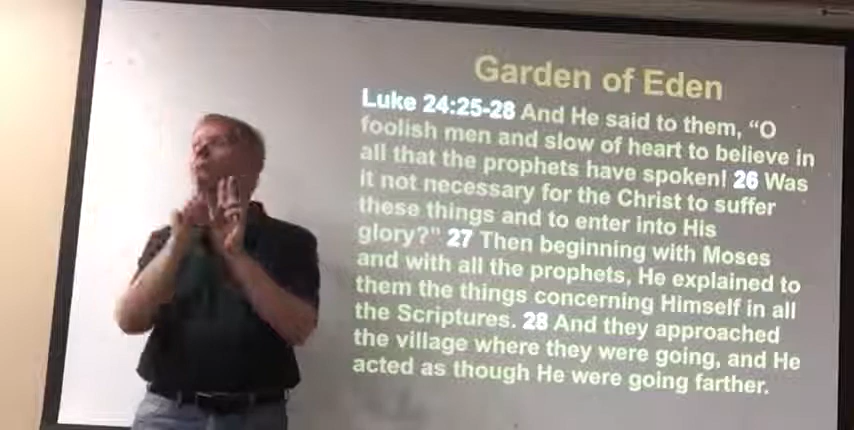 Garden of Eden
Luke 24:25-28 And He said to them, “O
foolish men and slow of heart to believe in
all that the prophets have spoken! 26 Was
it not necessary for the Christ to suffer
these things and to enter into His
glory?” 27 Then beginning with Moses
and with all the prophets, He explained to
them the things concerning Himself in all
the Scriptures. 28 And they approached
the village where they were going, and He
acted as though He were going farther.